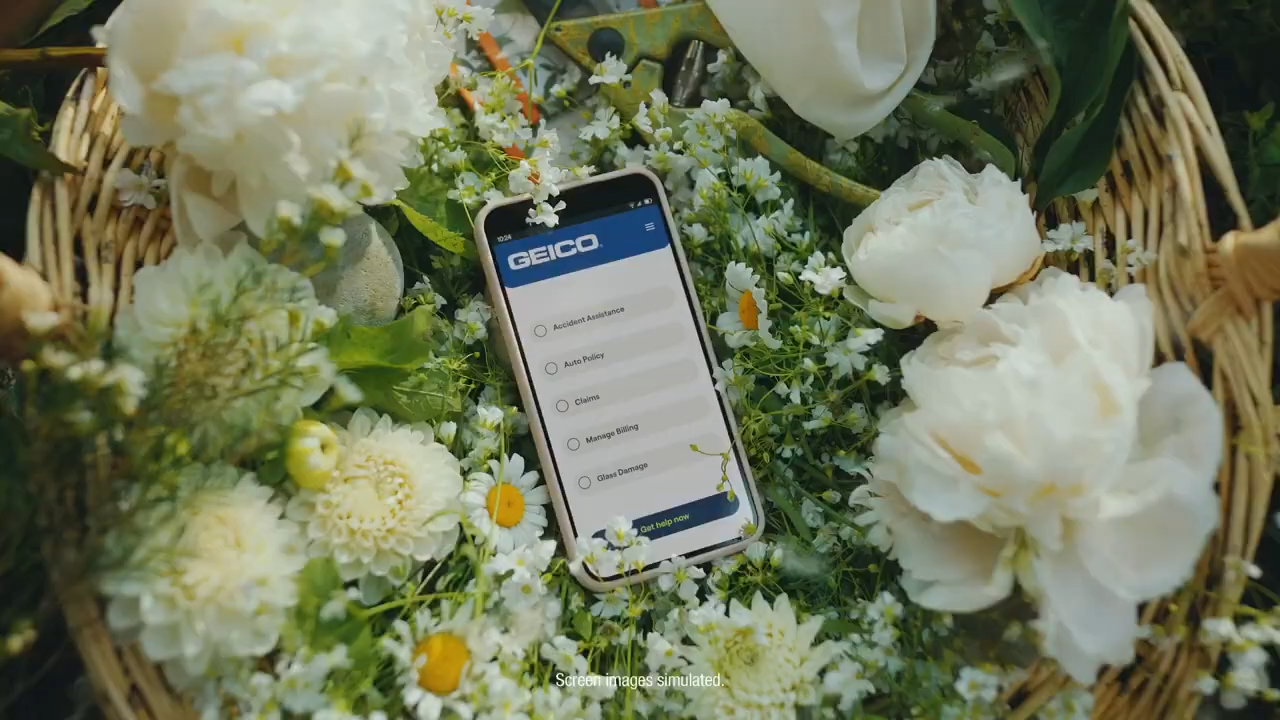 10:24
GEICO
Accident Assistance
Auto Policy
Claims
Manage Billing
Glass Damage
Get help now
Screen images simulated.